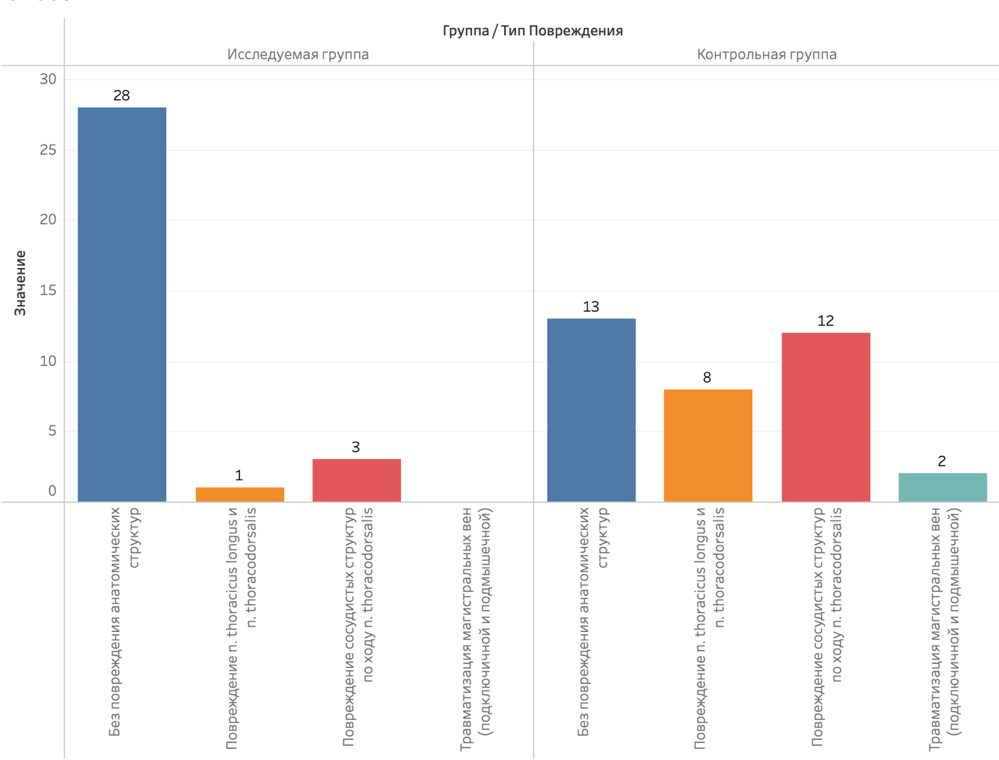 Группа / Тип Повреждения
Исследуемая группа
Контрольная группа
Значение
30
25
20
15
10
5
0
28
1
3
13
8
12
2
Без повреждения анатомических
структур
Повреждение n. thoracicus longus и
n. thoracodorsalis
Повреждение сосудистых структур
по ходу n. thoracodorsalis
Травматизация магистральных вен
(подключичной и подмышечной)
Без повреждения анатомических
структур
Повреждение n. thoracicus longus и
n. thoracodorsalis
Повреждение сосудистых структур
по ходу n. thoracodorsalis
Травматизация магистральных вен
(подключичной и подмышечной)